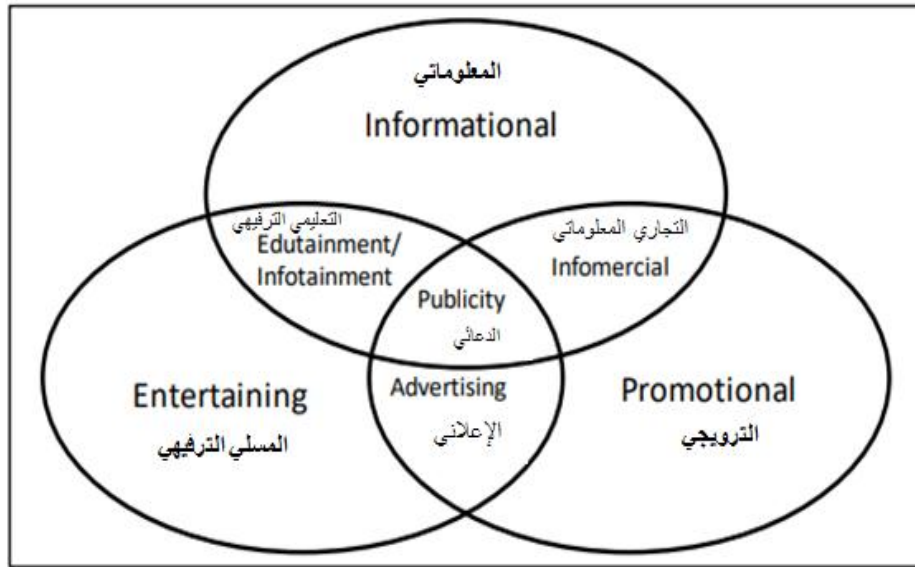 المعلوماتي
Informational
التعليمي الترفيهي
Edutainment/
Infotainment
التجاري المعلوماتي
Infomercial
Publicity
الدعائي
Entertaining
المسلي الترفيهي
Advertising
الإعلاني
Promotional
الترويجي